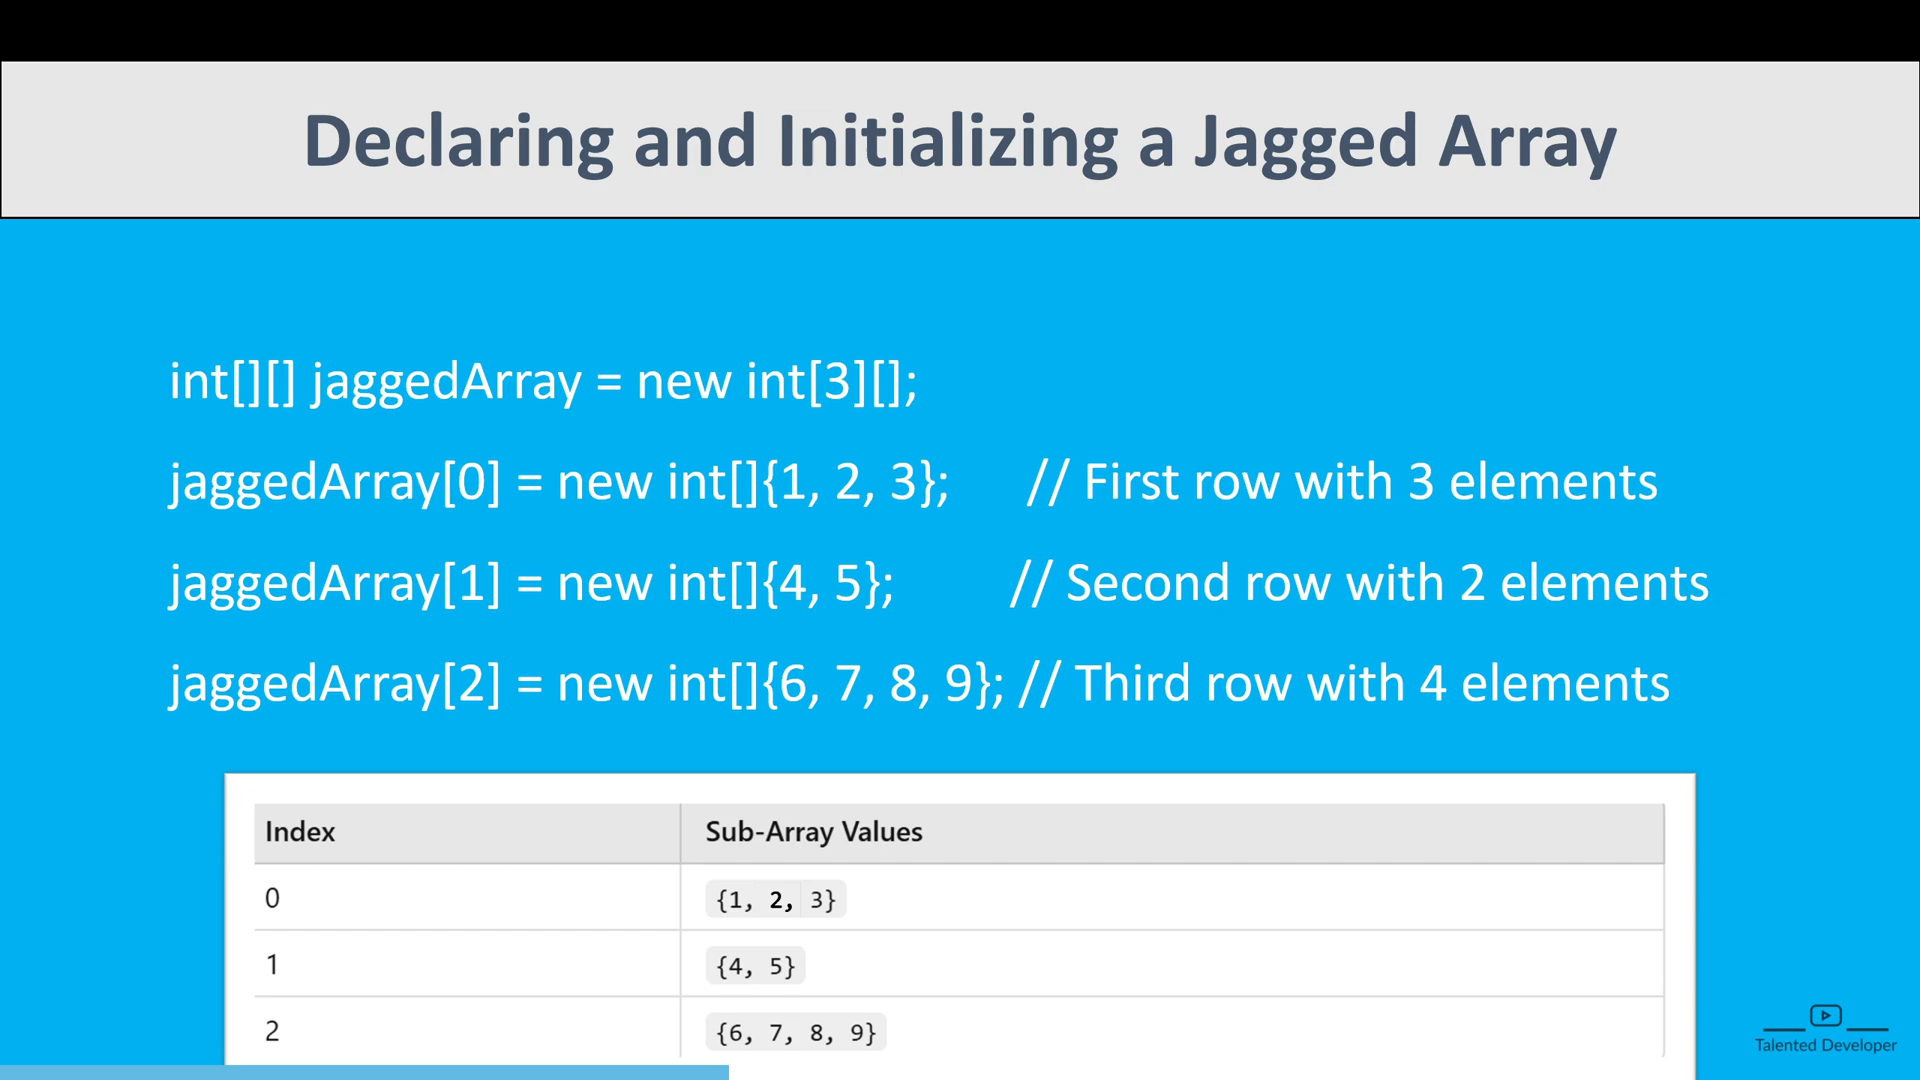 Declaring and Initializing a Jagged Array
int[][] jaggedArray = new int[3][];
jaggedArray[0] = new int[]{1, 2, 3}; // First row with 3 elements
jaggedArray[1] = new int[]{4, 5}; // Second row with 2 elements
jaggedArray[2] = new int[]{6, 7, 8, 9}; // Third row with 4 elements
Index Sub-Array Values
0 {1, 2, 3}
1 {4, 5}
2 {6, 7, 8, 9}
Talented Developer